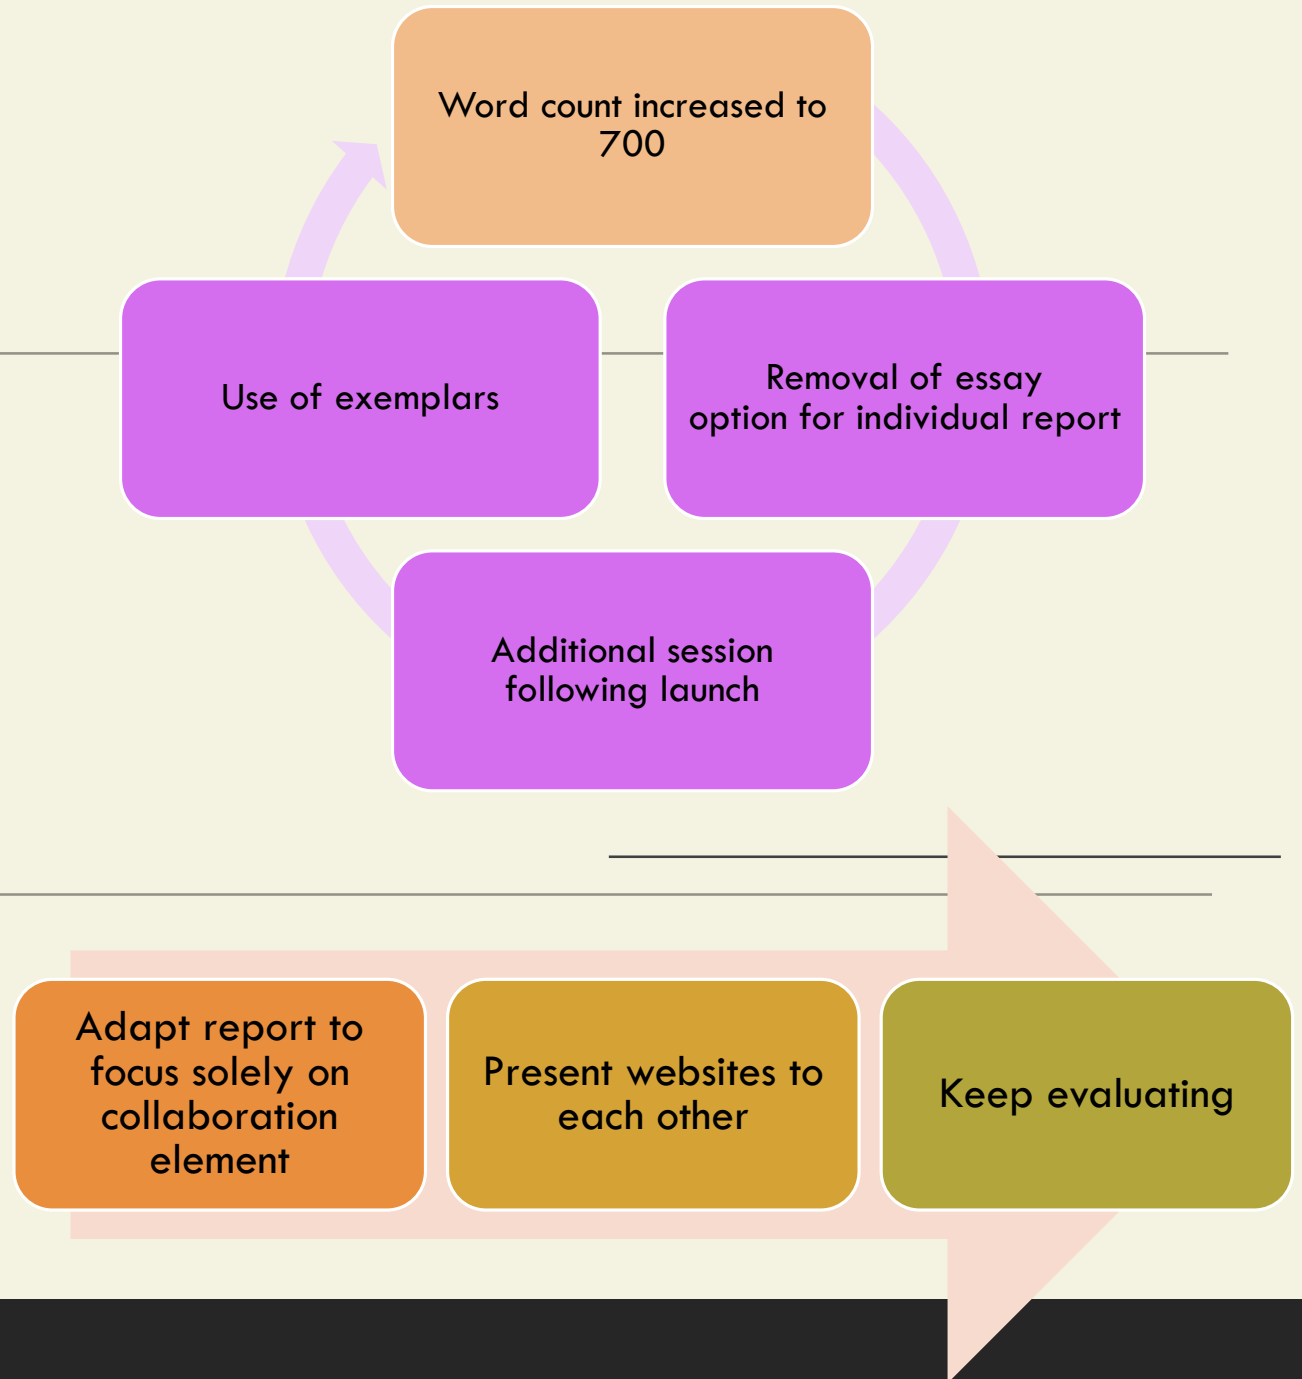 Word count increased to
700
Use of exemplars
Removal of essay
option for individual report
Additional session
following launch
Adapt report to
focus solely on
collaboration
element
Present websites to
each other
Keep evaluating